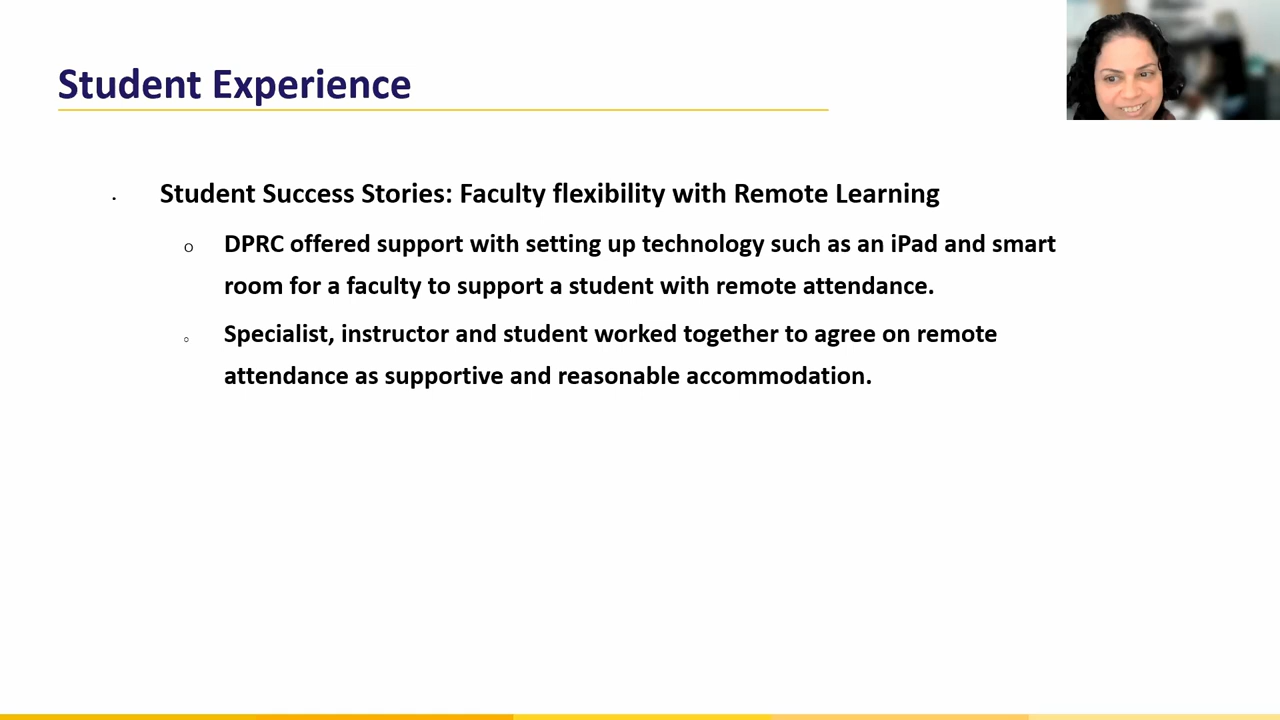 Student Experience
Student Success Stories: Faculty flexibility with Remote Learning
DPRC offered support with setting up technology such as an iPad and smart
room for a faculty to support a student with remote attendance.
Specialist, instructor and student worked together to agree on remote
attendance as supportive and reasonable accommodation.